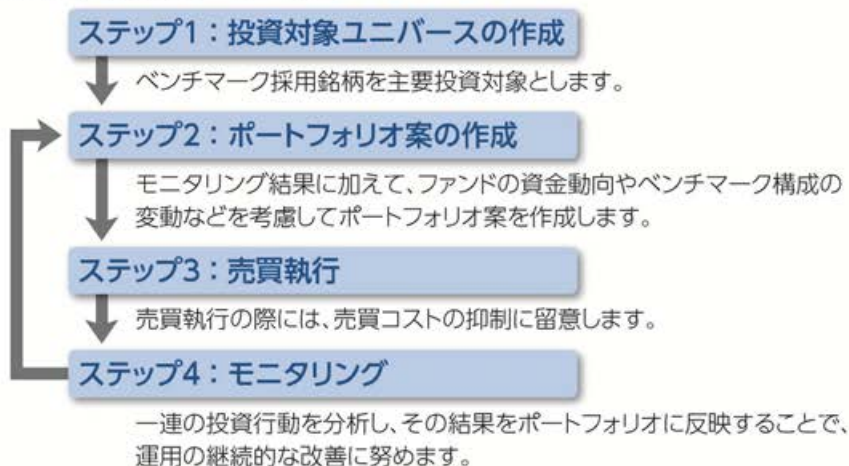 ステップ1：投資対象ユニバースの作成
ベンチマーク採用銘柄を主要投資対象とします。
ステップ2：ポートフォリオ案の作成
モニタリング結果に加えて、ファンドの資金動向やベンチマーク構成の
変動などを考慮してポートフォリオ案を作成します。
ステップ3：売買執行
売買執行の際には、売買コストの抑制に留意します。
ステップ4：モニタリング
一連の投資行動を分析し、その結果をポートフォリオに反映することで、
運用の継続的な改善に努めます。